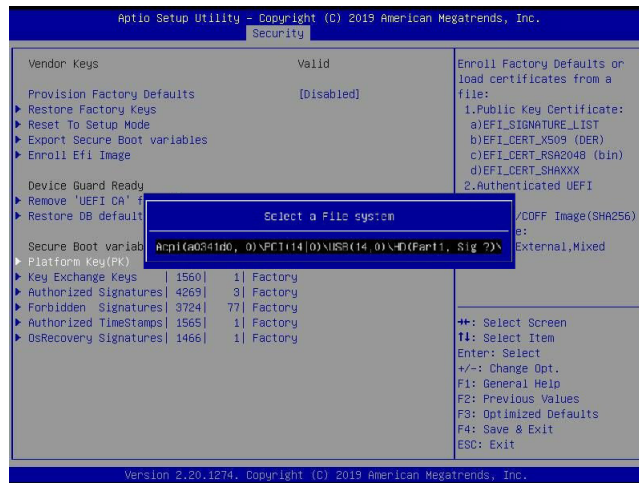 Aptio Setup Utility – Copyright (C) 2019 American Megatrends, Inc.
Security
Vendor Keys Valid
Provision Factory Defaults [Disabled]
Restore Factory Keys
Reset To Setup Mode
Export Secure Boot variables
Enroll Efi Image
Device Guard Ready
Remove 'UEFI CA' f
Restore DB default
Secure Boot variab
Platform Key(PK)
Key Exchange Keys | 1560| 1| Factory
Authorized Signatures| 4269| 3| Factory
Forbidden Signatures| 3724| 77| Factory
Authorized TimeStamps| 1565| 1| Factory
OsRecovery Signatures| 1466| 1| Factory
Select a File system
Acpi(a0341d0, 0)\PCI(14|0)\USB(14,0)\HD(Part1, Sig ?)\
Enroll Factory Defaults or
load certificates from a
file:
1.Public Key Certificate:
a)EFI_SIGNATURE_LIST
b)EFI_CERT_X509 (DER)
c)EFI_CERT_RSA2048 (bin)
d)EFI_CERT_SHAXXX
2.Authenticated UEFI
/COFF Image(SHA256)
e:
External,Mixed
: Select Screen
↑↓: Select Item
Enter: Select
+/-: Change Opt.
F1: General Help
F2: Previous Values
F3: Optimized Defaults
F4: Save & Exit
ESC: Exit
Version 2.20.1274. Copyright (C) 2019 American Megatrends, Inc.